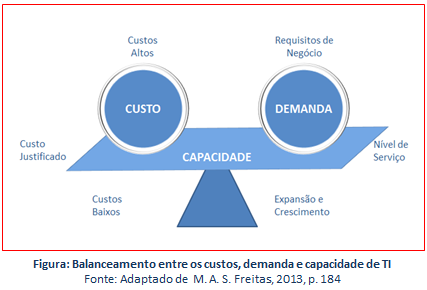 Custos
Altos
Requisitos de
Negócio
CUSTO
DEMANDA
Custo
Justificado
CAPACIDADE
Nível de
Serviço
Custos
Baixos
Expansão e
Crescimento
Figura: Balanceamento entre os custos, demanda e capacidade de TI
Fonte: Adaptado de M. A. S. Freitas, 2013, p. 184